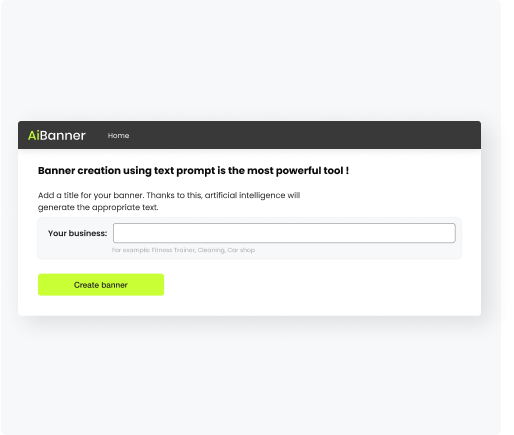 AiBanner Home
Banner creation using text prompt is the most powerful tool !
Add a title for your banner. Thanks to this, artificial intelligence will
generate the appropriate text.
Your business:
For example: Fitness Trainer, Cleaning, Car shop
Create banner